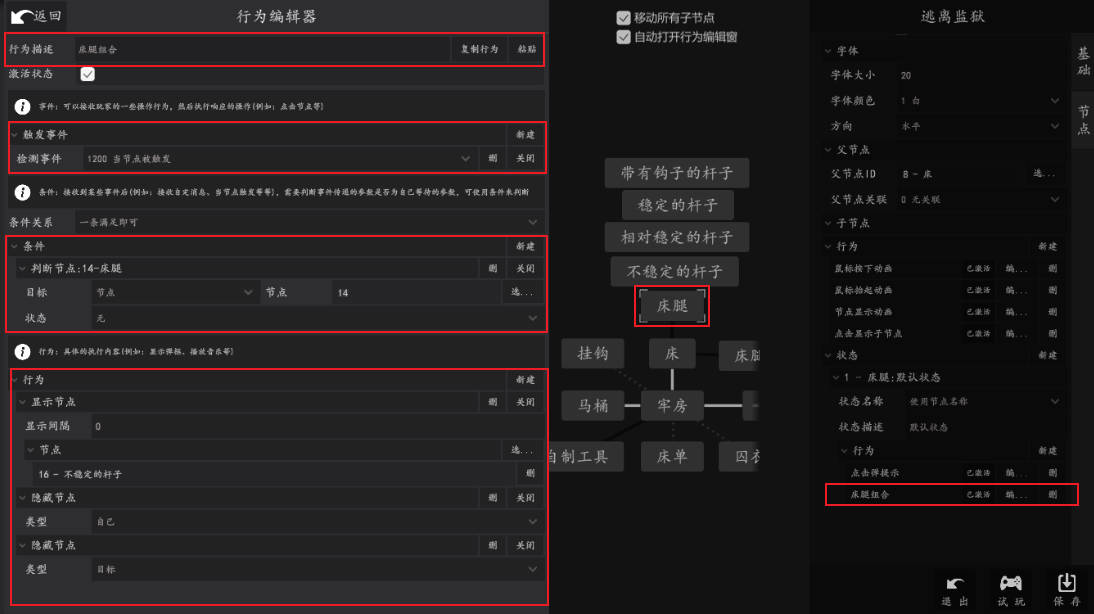 返回
行为编辑器
行为描述 床腿组合 复制行为 粘贴
激活状态
事件: 可以接收玩家的一些操作行为, 然后执行响应的操作(例如: 点击节点等)
触发事件 新建
检测事件 1200 当节点被触发 删 关闭
条件: 接收到某些事件后(例如: 接收自定消息、当节点触发等等), 需要判断事件传递的参数是否为自己等待的参数, 可使用条件来判断
条件关系 一条满足即可
条件 新建
判断节点:14-床腿 删 关闭
目标 节点 节点 14 选...
状态 无
行为: 具体的执行内容(例如: 显示弹框、播放音乐等)
行为 新建
显示节点 删 关闭
显示间隔 0
节点 选...
16 - 不稳定的杆子 删
隐藏节点 删 关闭
类型 自己
隐藏节点 删 关闭
类型 目标
移动所有子节点
自动打开行为编辑窗
带有钩子的杆子
稳定的杆子
相对稳定的杆子
不稳定的杆子
床腿
挂钩 床 床腿
马桶 牢房
自制工具 床单 囚衣
逃离监狱
基础
节点
字体
字体大小 20
字体颜色 1 白
方向 水平
父节点
父节点ID 8 - 床 选...
父节点关联 0 无关联
子节点
行为 新建
鼠标按下动画 已激活 编... 删
鼠标抬起动画 已激活 编... 删
节点显示动画 已激活 编... 删
点击显示子节点 已激活 编... 删
状态 新建
1 - 床腿:默认状态
状态名称 使用节点名称
状态描述 默认状态
行为 新建
点击弹提示 已激活 编... 删
床腿组合 已激活 编... 删
退出 试玩 保存